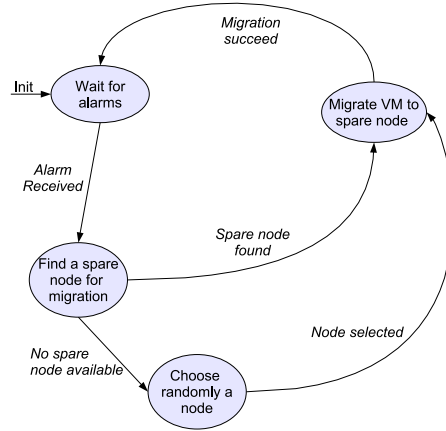 Migration
succeed
Init
Wait for
alarms
Migrate VM to
spare node
Alarm
Received
Spare node
found
Find a spare
node for
migration
Node selected
No spare
node available
Choose
randomly a
node